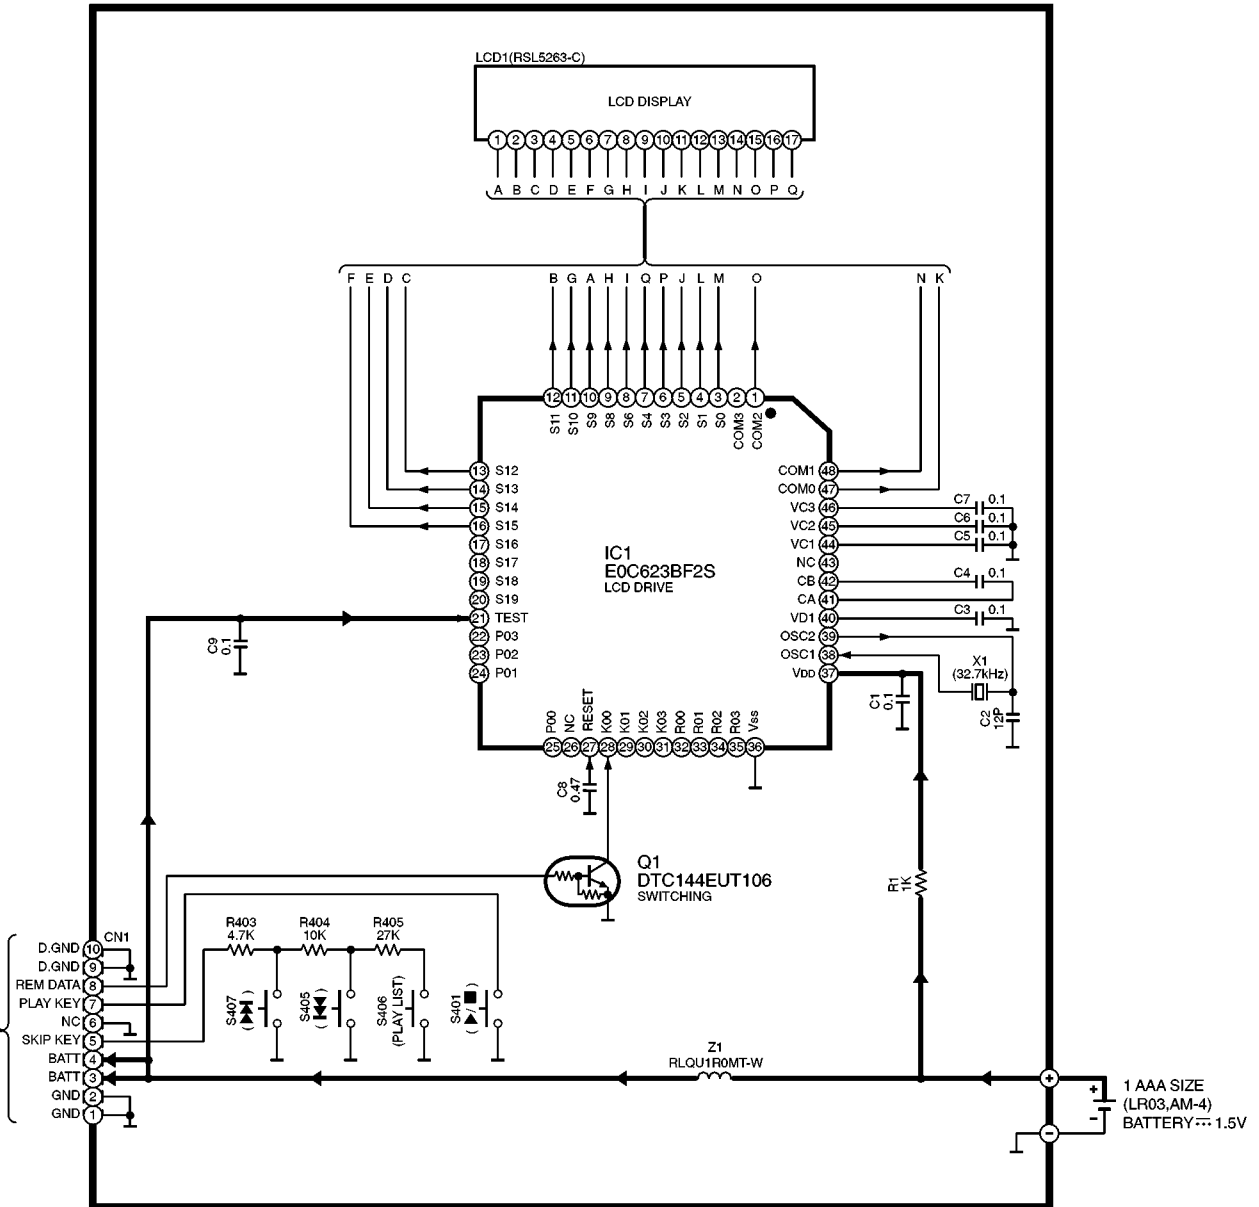 LCD1(RSL5263-C)
LCD DISPLAY
1 2 3 4 5 6 7 8 9 10 11 12 13 14 15 16 17
A B C D E F G H I J K L M N O P Q
F E D C B G A H I Q P J L M O N K
12 11 10 9 8 7 6 5 4 3 2 1
S11 S10 S9 S8 S6 S4 S3 S2 S1 S0 COM3 COM2
13 S12
14 S13
15 S14
16 S15
17 S16
18 S17
19 S18
20 S19
21 TEST
22 P03
23 P02
24 P01
IC1
E0C623BF2S
LCD DRIVE
COM1 48
COM0 47
VC3 46
VC2 45
VC1 44
NC 43
CB 42
CA 41
VD1 40
OSC2 39
OSC1 38
VDD 37
C7 0.1
C6 0.1
C5 0.1
C4 0.1
C3 0.1
X1
(32.7kHz)
C2
12P
C1
0.1
C9
0.1
P00 NC RESET K00 K01 K02 K03 R00 R01 R02 R03 Vss
25 26 27 28 29 30 31 32 33 34 35 36
C8
0.47
Q1
DTC144EUT106
SWITCHING
R1
1K
R403
4.7K
R404
10K
R405
27K
S407
( )
S405
( )
S406
(PLAY LIST)
S401
(▶/■)
CN1
D.GND 10
D.GND 9
REM DATA 8
PLAY KEY 7
NC 6
SKIP KEY 5
BATT 4
BATT 3
GND 2
GND 1
Z1
RLQU1R0MT-W
+
−
+
−
1 AAA SIZE
(LR03,AM-4)
BATTERY ⎓ 1.5V